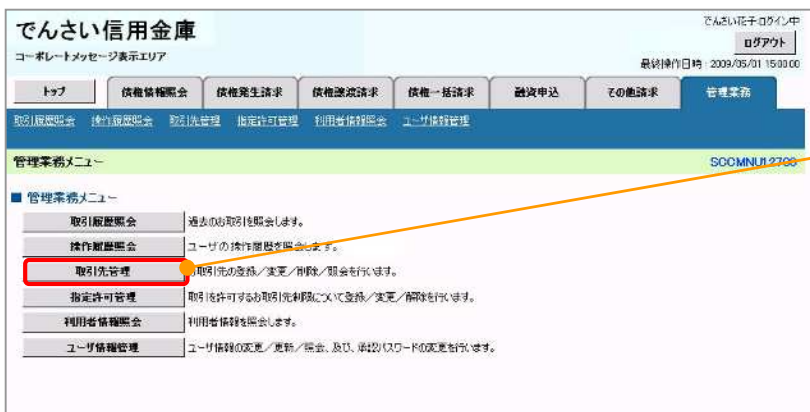 でんさい信用金庫
コーポレートメッセージ表示エリア
でんさい花子ログイン中
ログアウト
最終操作日時：2009/05/01 15:00:00
トップ
債権情報照会
債権発生請求
債権譲渡請求
債権一括請求
融資申込
その他請求
管理業務
取引履歴照会 操作履歴照会 取引先管理 指定許可管理 利用者情報照会 ユーザ情報管理
管理業務メニュー
SCCMNU12700
■ 管理業務メニュー
取引履歴照会 過去のお取引を照会します。
操作履歴照会 ユーザの操作履歴を照会します。
取引先管理 お取引先の登録／変更／削除／照会を行います。
指定許可管理 取引を許可するお取引先制限について登録／変更／解除を行います。
利用者情報照会 利用者情報を照会します。
ユーザ情報管理 ユーザ情報の変更／更新／照会、及び、承認パスワードの変更を行います。